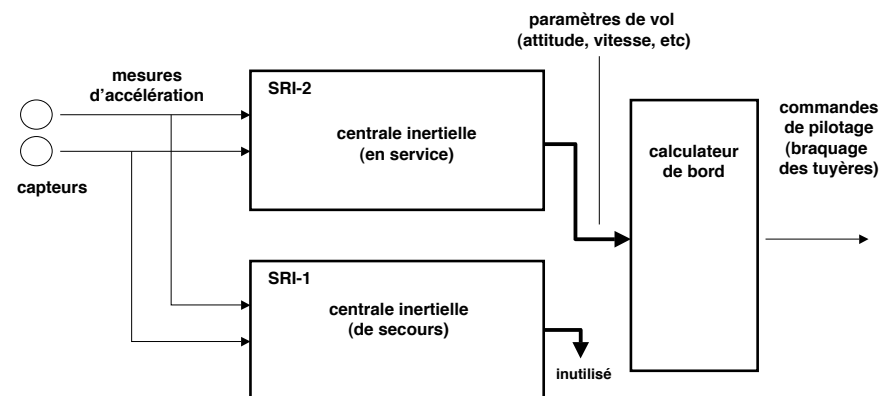 paramètres de vol
(attitude, vitesse, etc)
mesures
d'accélération
SRI-2
centrale inertielle
(en service)
capteurs
calculateur
de bord
commandes
de pilotage
(braquage
des tuyères)
SRI-1
centrale inertielle
(de secours)
inutilisé